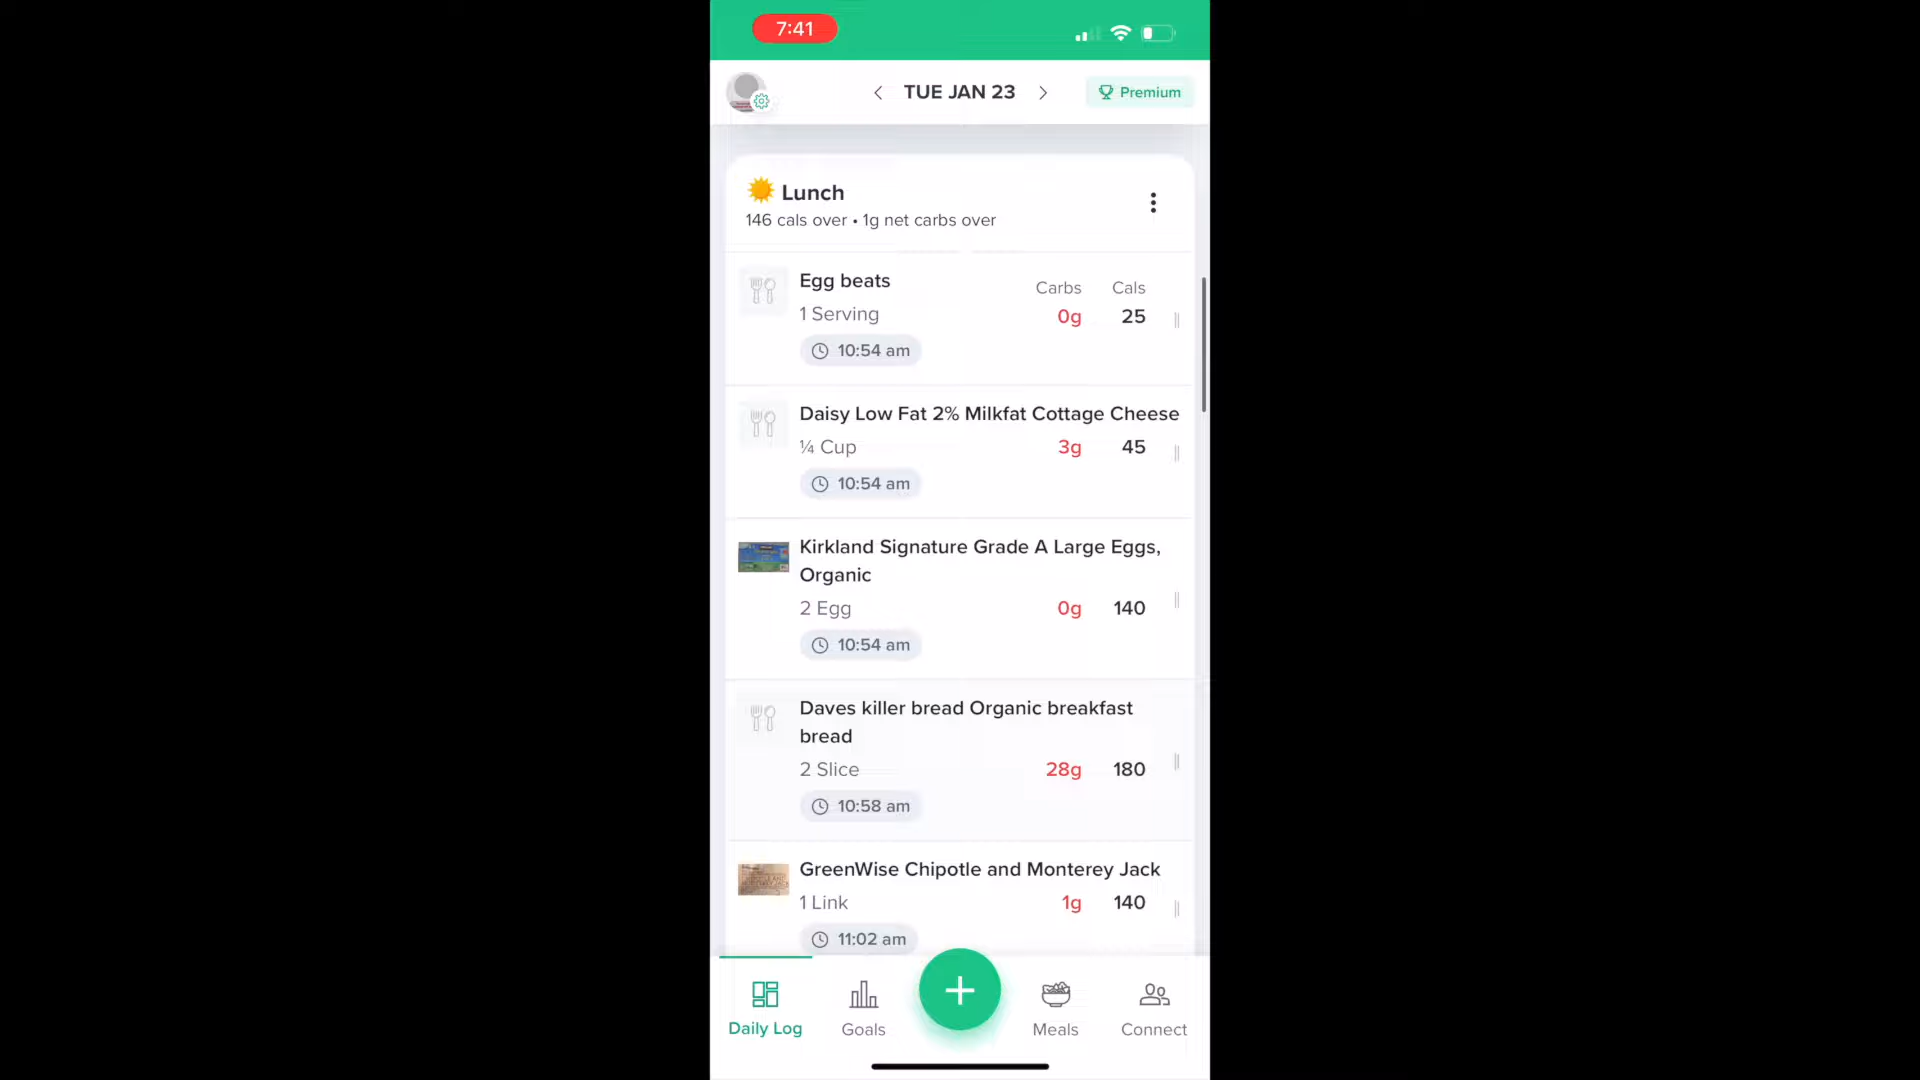 7:41
TUE JAN 23
Premium
Lunch
146 cals over • 1g net carbs over
Egg beats
Carbs Cals
1 Serving 0g 25
10:54 am
Daisy Low Fat 2% Milkfat Cottage Cheese
¼ Cup 3g 45
10:54 am
Kirkland Signature Grade A Large Eggs,
Organic
2 Egg 0g 140
10:54 am
Daves killer bread Organic breakfast
bread
2 Slice 28g 180
10:58 am
GreenWise Chipotle and Monterey Jack
1 Link 1g 140
11:02 am
Daily Log Goals Meals Connect